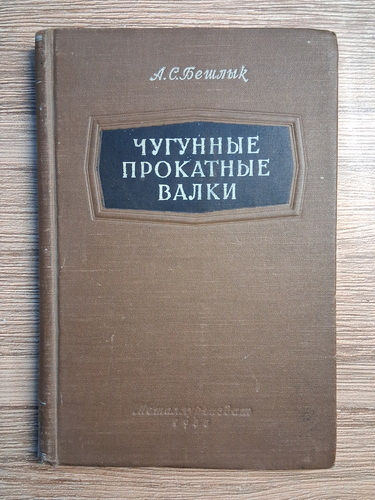 А.С.Бешлык
ЧУГУННЫЕ
ПРОКАТНЫЕ
ВАЛКИ
Металлургиздат